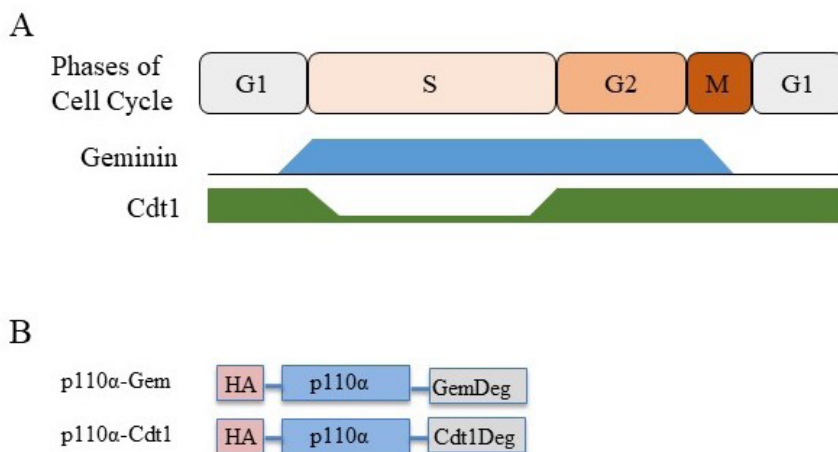 A
Phases of
Cell Cycle
G1 S G2 M G1
Geminin
Cdt1
B
p110α-Gem HA p110α GemDeg
p110α-Cdt1 HA p110α Cdt1Deg